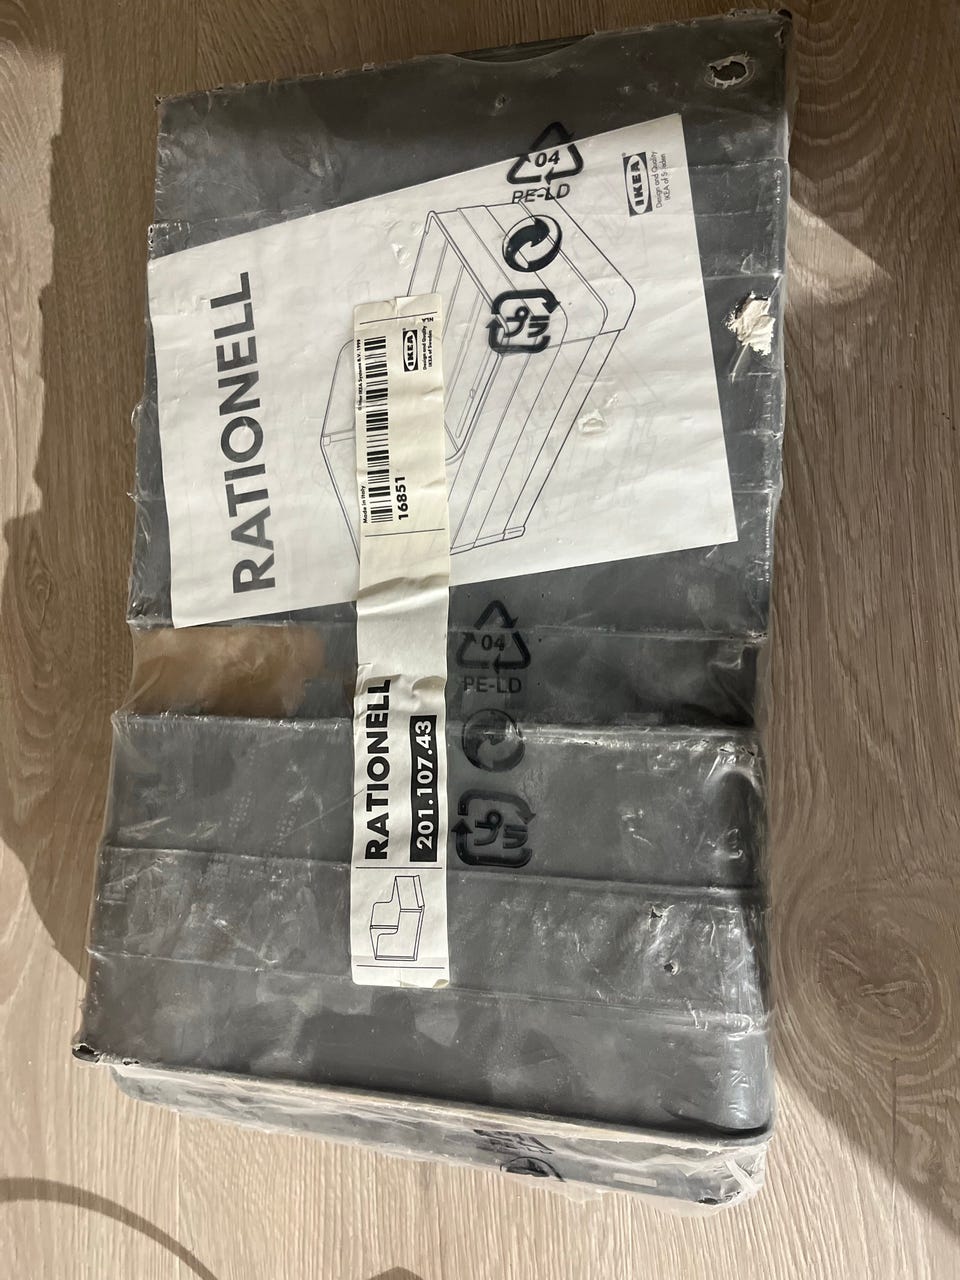 RATIONELL
IKEA®
Design and Quality
IKEA of Sweden
04
PE-LD
Made in Italy
© Inter IKEA Systems B.V. 1999
16851
IKEA®
Design and Quality
IKEA of Sweden
RATIONELL
201.107.43
04
PE-LD